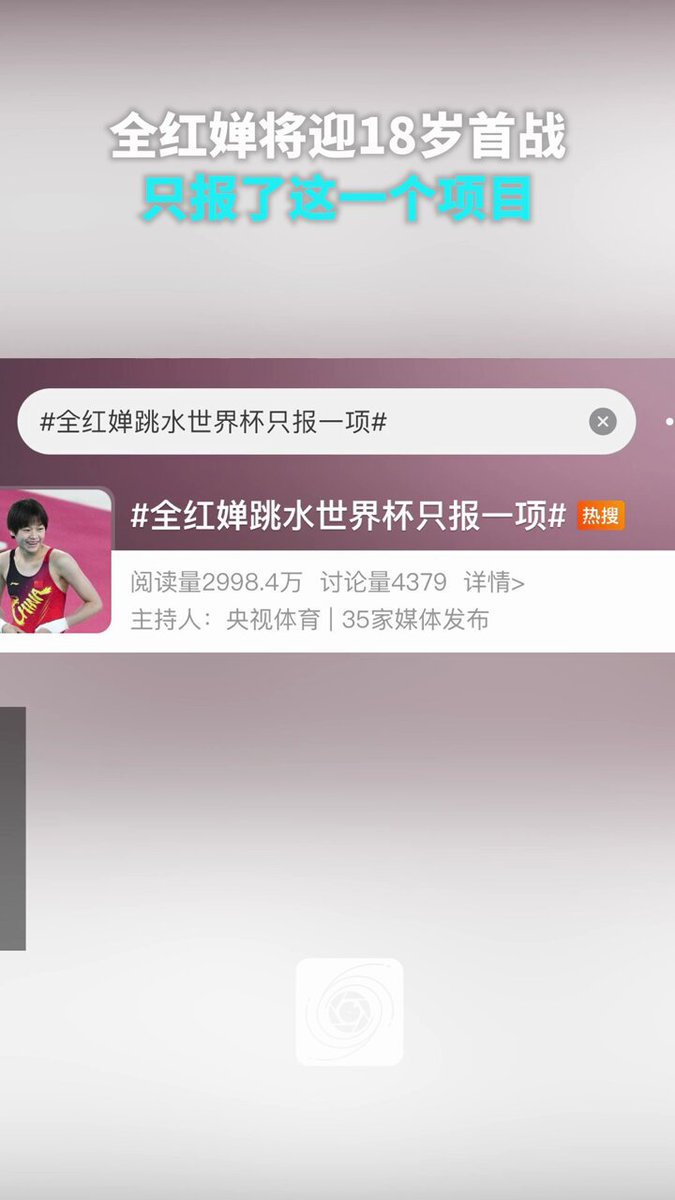 全红婵将迎18岁首战
只报了这一个项目
#全红婵跳水世界杯只报一项#
#全红婵跳水世界杯只报一项# 热搜
阅读量2998.4万 讨论量4379 详情>
主持人：央视体育 | 35家媒体发布
CHINA